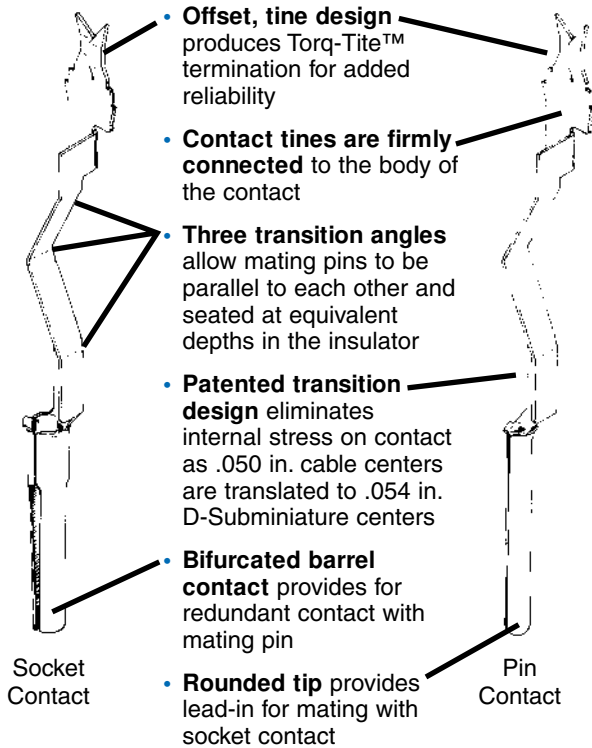 • Offset, tine design
produces Torq-Tite™
termination for added
reliability
• Contact tines are firmly
connected to the body of
the contact
• Three transition angles
allow mating pins to be
parallel to each other and
seated at equivalent
depths in the insulator
• Patented transition
design eliminates
internal stress on contact
as .050 in. cable centers
are translated to .054 in.
D-Subminiature centers
• Bifurcated barrel
contact provides for
redundant contact with
mating pin
• Rounded tip provides
lead-in for mating with
socket contact
Socket
Contact
Pin
Contact